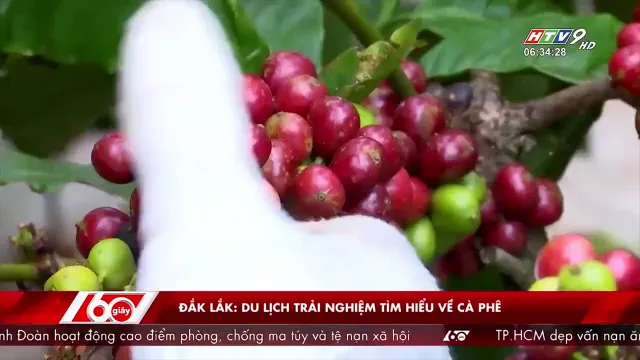 HTV9 HD
06:34:28
60 giây
ĐẮK LẮK: DU LỊCH TRẢI NGHIỆM TÌM HIỂU VỀ CÀ PHÊ
nh Đoàn hoạt động cao điểm phòng, chống ma túy và tệ nạn xã hội TP.HCM dẹp vấn nạn đ